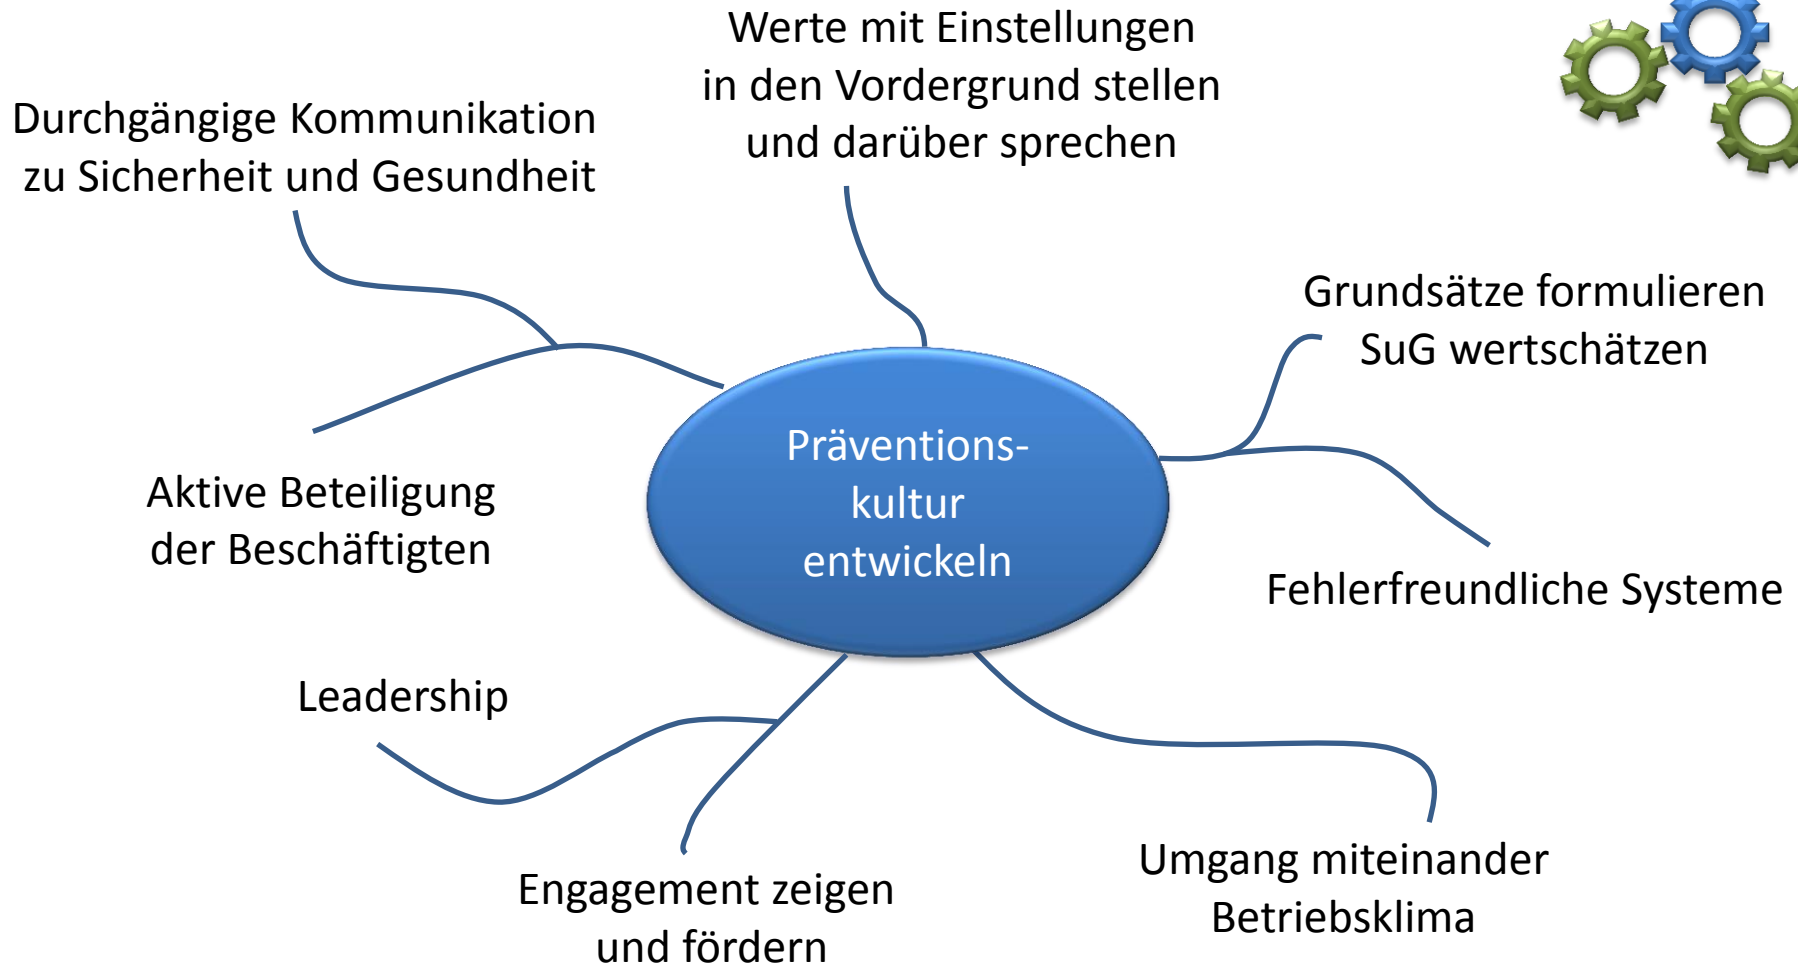 Werte mit Einstellungen
in den Vordergrund stellen
und darüber sprechen
Durchgängige Kommunikation
zu Sicherheit und Gesundheit
Grundsätze formulieren
SuG wertschätzen
Präventions-
kultur
entwickeln
Aktive Beteiligung
der Beschäftigten
Fehlerfreundliche Systeme
Leadership
Engagement zeigen
und fördern
Umgang miteinander
Betriebsklima